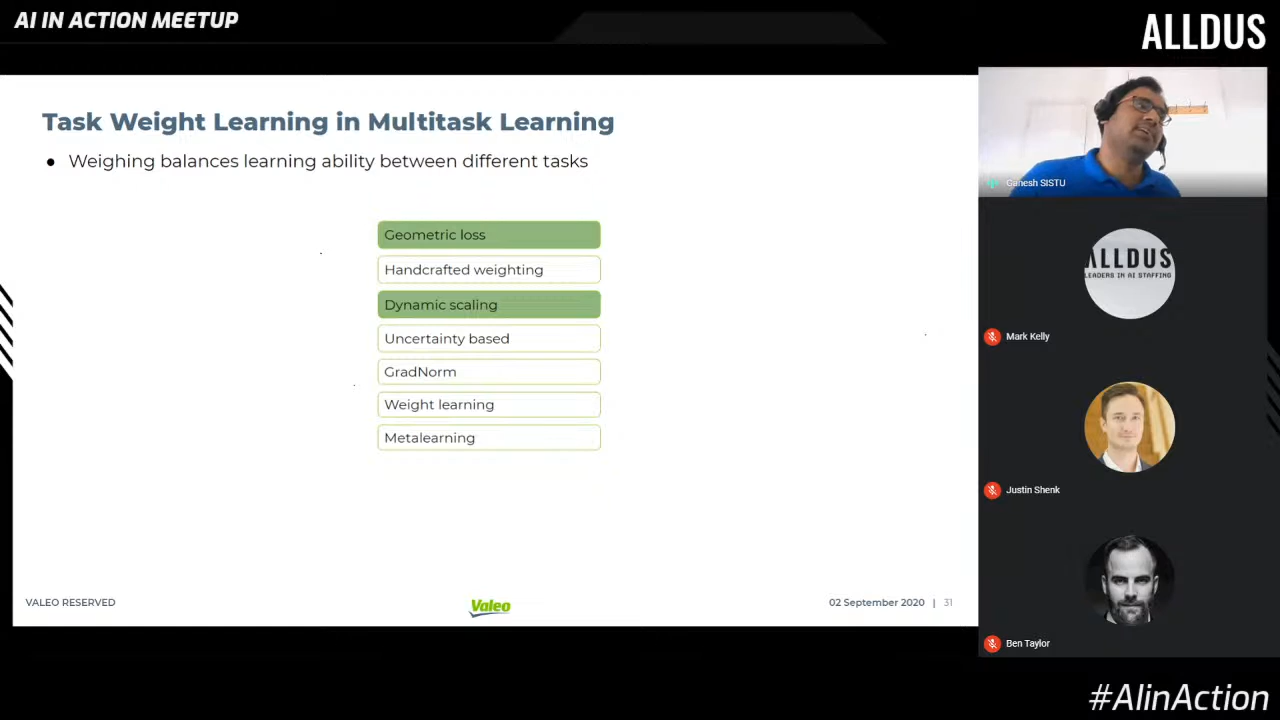 AI IN ACTION MEETUP
ALLDUS
Task Weight Learning in Multitask Learning
● Weighing balances learning ability between different tasks
Geometric loss
Handcrafted weighting
Dynamic scaling
Uncertainty based
GradNorm
Weight learning
Metalearning
VALEO RESERVED
Valeo
02 September 2020 | 31
Ganesh SISTU
ALLDUS
LEADERS IN AI STAFFING
Mark Kelly
Justin Shenk
Ben Taylor
#AIinAction